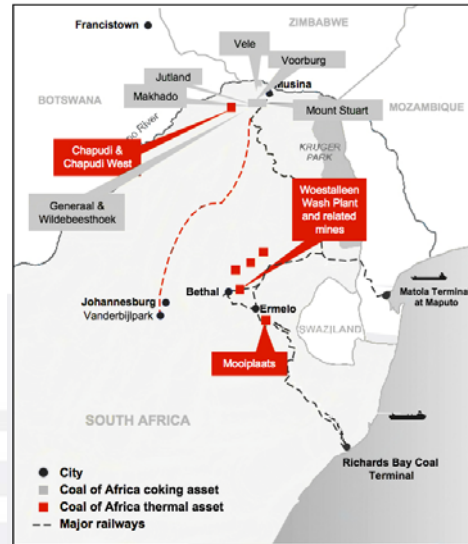 ZIMBABWE
Francistown
Vele
Voorburg
Jutland
Musina
BOTSWANA
Makhado
Mount Stuart
MOZAMBIQUE
po River
KRUGER
PARK
Chapudi &
Chapudi West
Generaal &
Wildebeesthoek
Woestalleen
Wash Plant
and related
mines
Bethal
Matola Terminal
at Maputo
Johannesburg
Vanderbijlpark
Ermelo
SWAZILAND
Mooiplaats
SOUTH AFRICA
Richards Bay Coal
Terminal
City
Coal of Africa coking asset
Coal of Africa thermal asset
Major railways